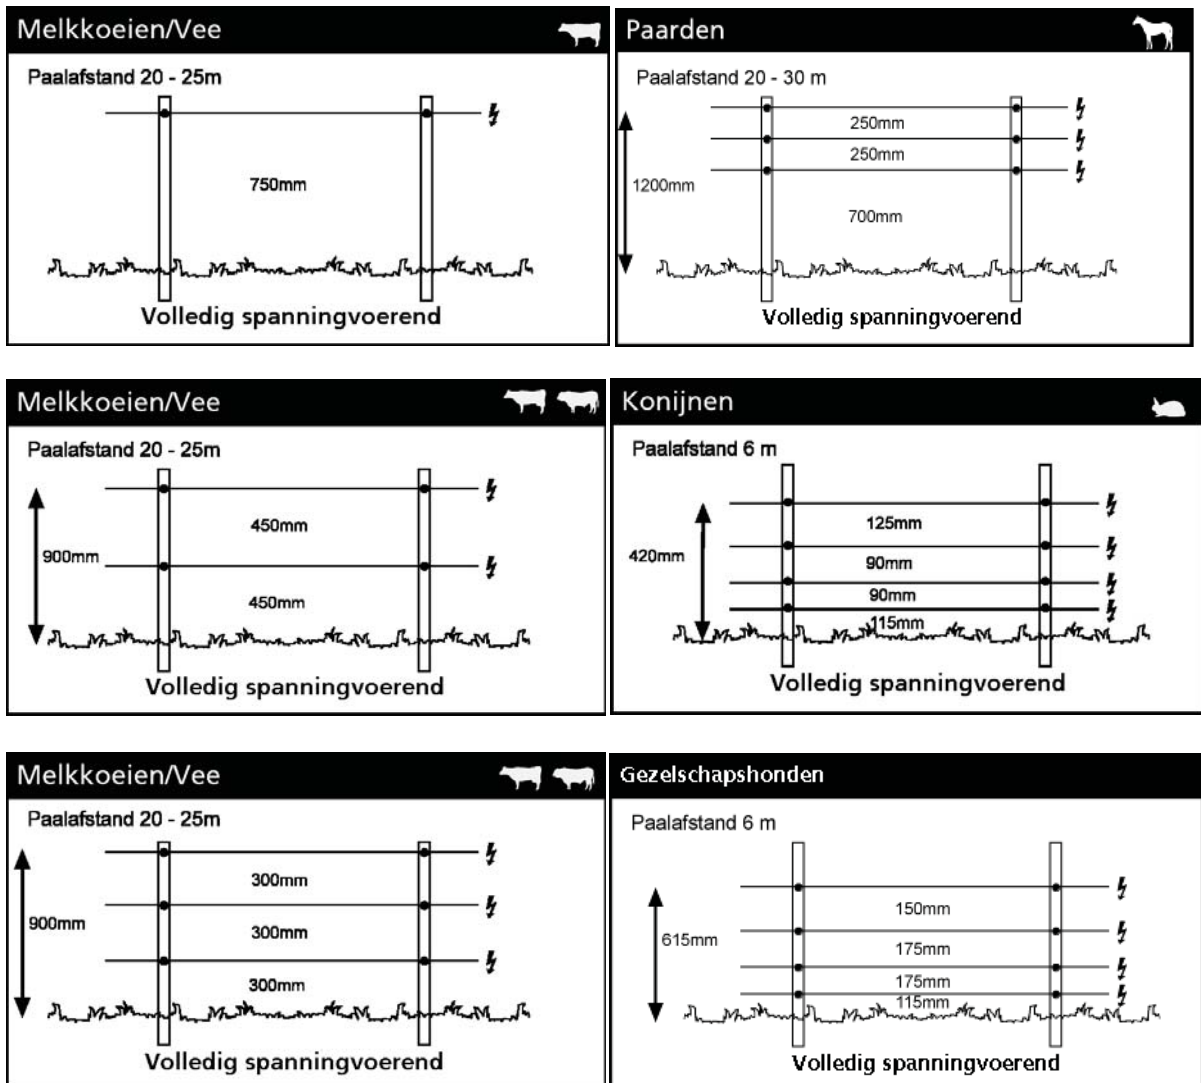 Melkkoeien/Vee
Paalafstand 20 - 25m
750mm
Volledig spanningvoerend
Paarden
Paalafstand 20 - 30 m
250mm
250mm
1200mm
700mm
Volledig spanningvoerend
Melkkoeien/Vee
Paalafstand 20 - 25m
450mm
900mm
450mm
Volledig spanningvoerend
Konijnen
Paalafstand 6 m
125mm
420mm
90mm
90mm
115mm
Volledig spanningvoerend
Melkkoeien/Vee
Paalafstand 20 - 25m
300mm
900mm
300mm
300mm
Volledig spanningvoerend
Gezelschapshonden
Paalafstand 6 m
150mm
615mm
175mm
175mm
115mm
Volledig spanningvoerend